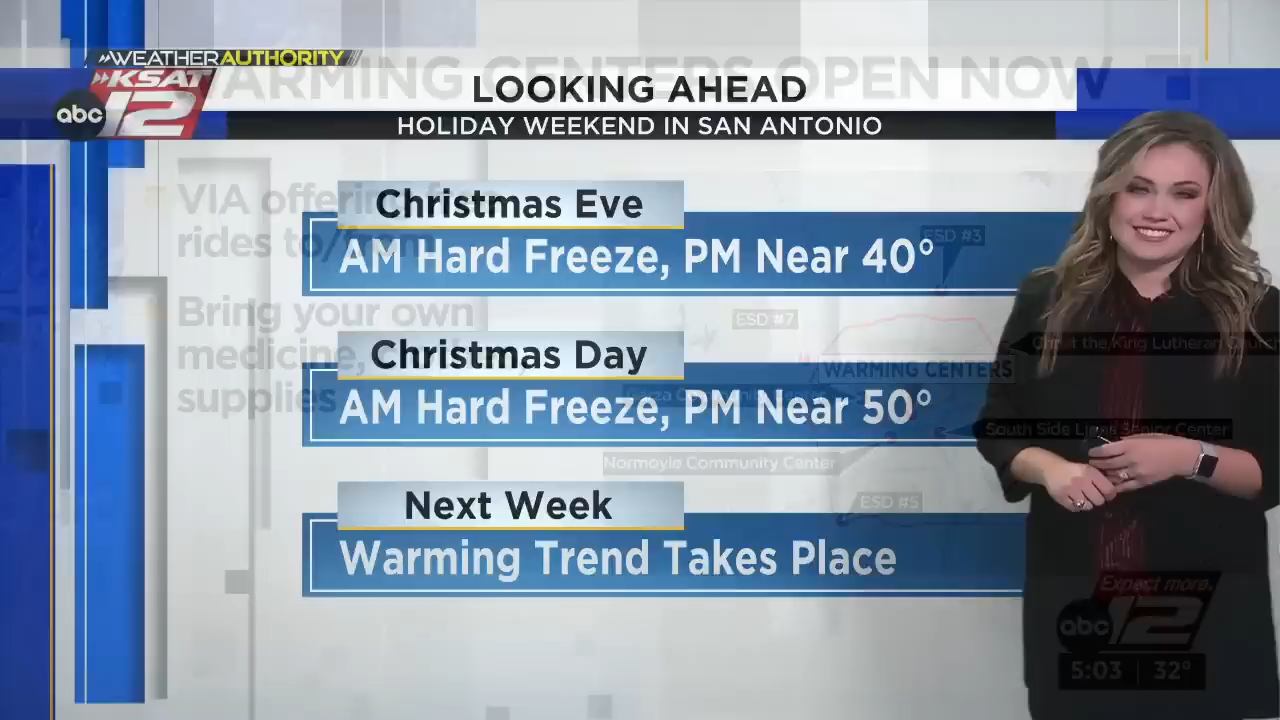 WEATHER AUTHORITY
WARMING CENTERS OPEN NOW
KSAT
abc 12
LOOKING AHEAD
HOLIDAY WEEKEND IN SAN ANTONIO
VIA offering free
rides to/from
Christmas Eve
AM Hard Freeze, PM Near 40°
ESD #3
Bring your own
medicine,
supplies
ESD #7
Christ the King Lutheran Church
Christmas Day
WARMING CENTERS
AM Hard Freeze, PM Near 50°
South Side Lions Senior Center
Normoyle Community Center
Next Week
ESD #5
Warming Trend Takes Place
Expect more.
abc 12
5:03 32°